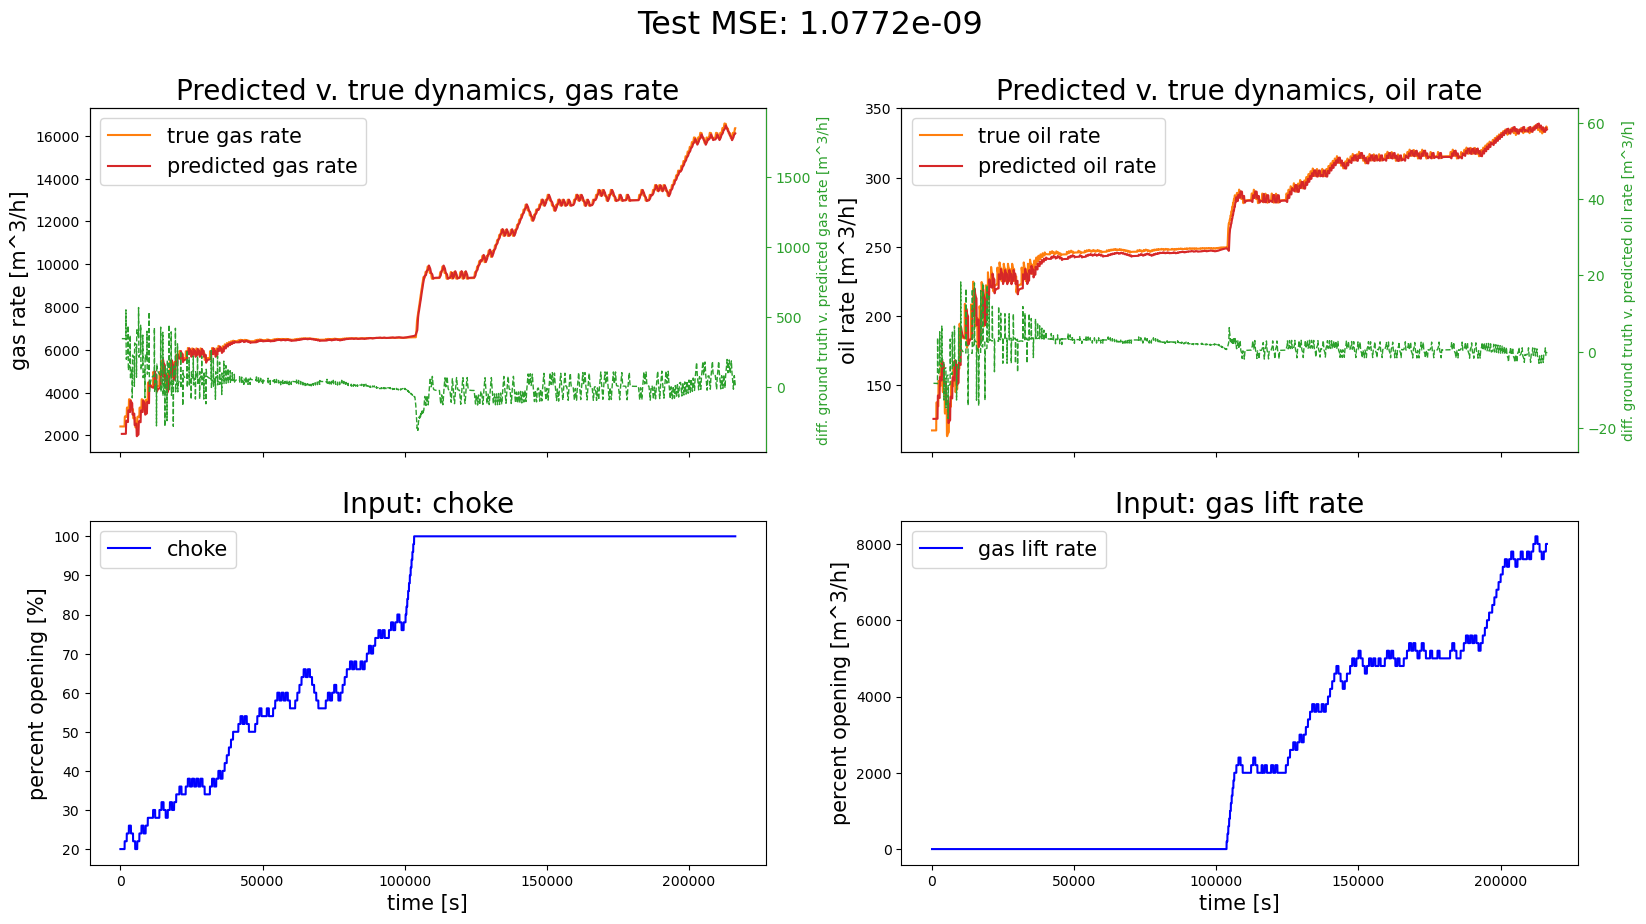 Test MSE: 1.0772e-09
Predicted v. true dynamics, gas rate
true gas rate
predicted gas rate
gas rate [m^3/h]
16000
14000
12000
10000
8000
6000
4000
2000
1500
1000
500
0
diff. ground truth v. predicted gas rate [m^3/h]
Predicted v. true dynamics, oil rate
true oil rate
predicted oil rate
oil rate [m^3/h]
350
300
250
200
150
60
40
20
0
−20
diff. ground truth v. predicted oil rate [m^3/h]
Input: choke
choke
percent opening [%]
100
90
80
70
60
50
40
30
20
0
50000
100000
150000
200000
time [s]
Input: gas lift rate
gas lift rate
percent opening [m^3/h]
8000
6000
4000
2000
0
0
50000
100000
150000
200000
time [s]